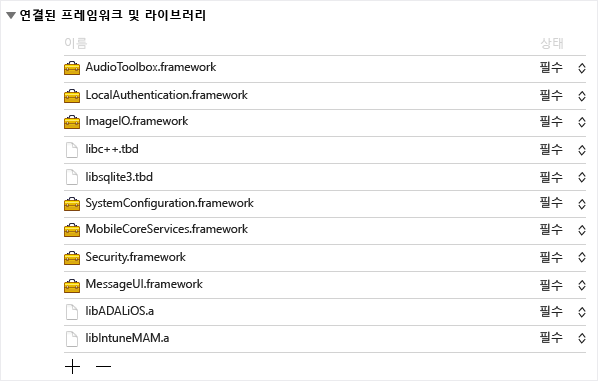 연결된 프레임워크 및 라이브러리
이름 상태
AudioToolbox.framework 필수
LocalAuthentication.framework 필수
ImageIO.framework 필수
libc++.tbd 필수
libsqlite3.tbd 필수
SystemConfiguration.framework 필수
MobileCoreServices.framework 필수
Security.framework 필수
MessageUI.framework 필수
libADALiOS.a 필수
libIntuneMAM.a 필수